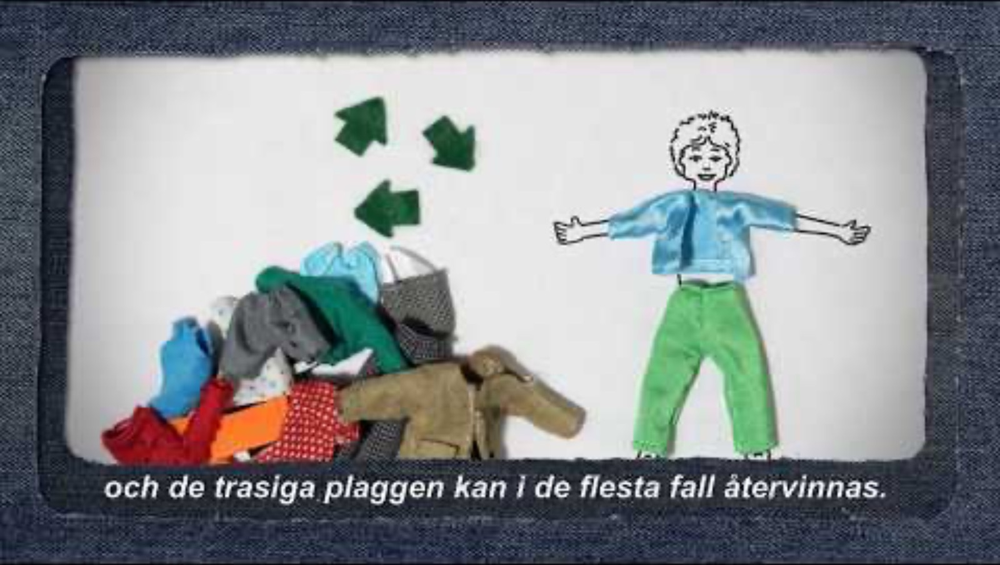 och de trasiga plaggen kan i de flesta fall återvinnas.